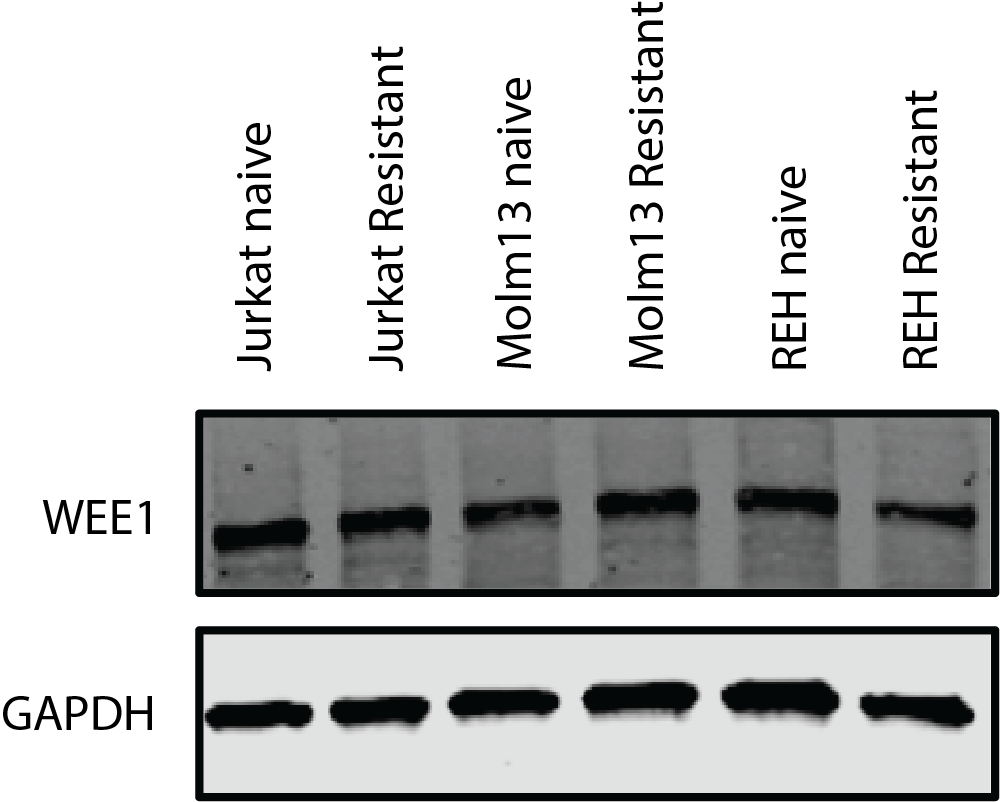 Jurkat naive
Jurkat Resistant
Molm13 naive
Molm13 Resistant
REH naive
REH Resistant
WEE1
GAPDH